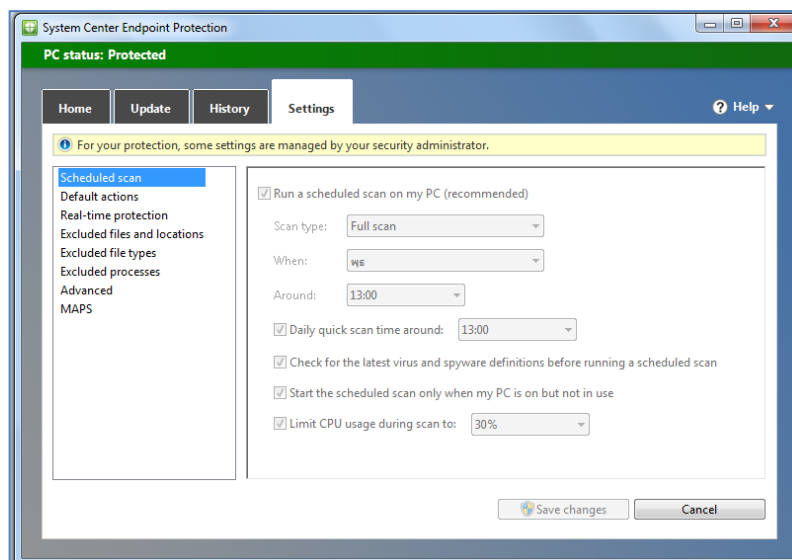 System Center Endpoint Protection
PC status: Protected
Home
Update
History
Settings
Help
For your protection, some settings are managed by your security administrator.
Scheduled scan
Default actions
Real-time protection
Excluded files and locations
Excluded file types
Excluded processes
Advanced
MAPS
Run a scheduled scan on my PC (recommended)
Scan type: Full scan
When: พุธ
Around: 13:00
Daily quick scan time around: 13:00
Check for the latest virus and spyware definitions before running a scheduled scan
Start the scheduled scan only when my PC is on but not in use
Limit CPU usage during scan to: 30%
Save changes
Cancel